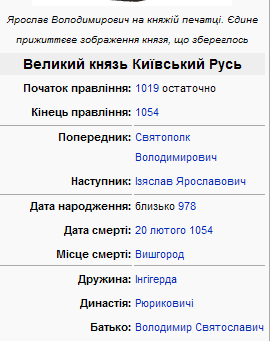 Ярослав Володимирович на княжій печатці. Єдине
прижиттєве зображення князя, що збереглось
Великий князь Київський Русь
Початок правління: 1019 остаточно
Кінець правління: 1054
Попередник: Святополк
Володимирович
Наступник: Ізяслав Ярославович
Дата народження: близько 978
Дата смерті: 20 лютого 1054
Місце смерті: Вишгород
Дружина: Інгігерда
Династія: Рюриковичі
Батько: Володимир Святославич